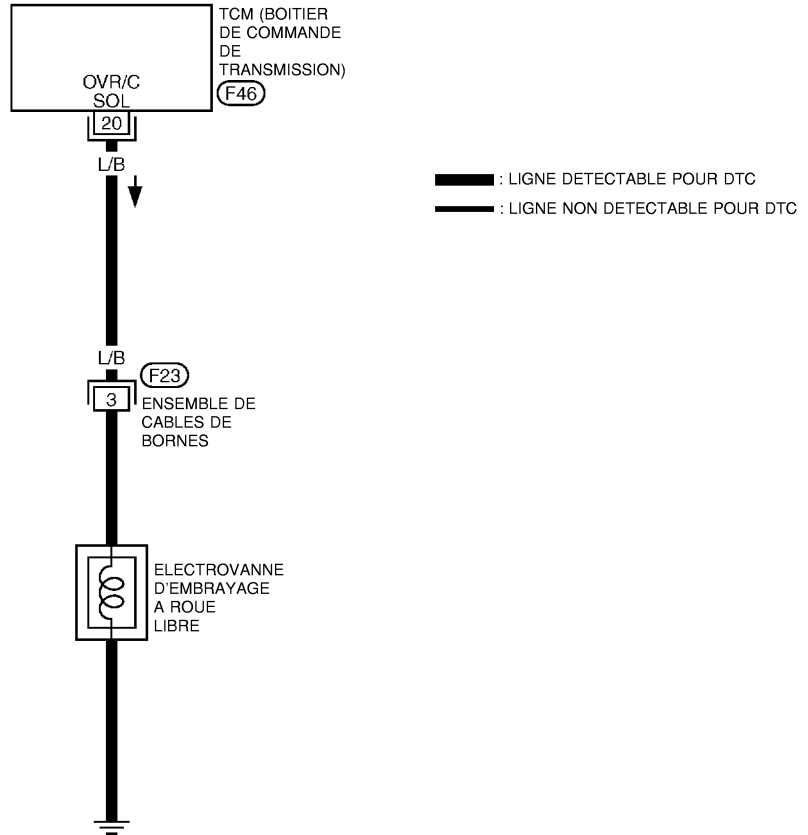 TCM (BOITIER
DE COMMANDE
DE
TRANSMISSION)
F46
OVR/C
SOL
20
L/B
: LIGNE DETECTABLE POUR DTC
: LIGNE NON DETECTABLE POUR DTC
L/B
F23
3
ENSEMBLE DE
CABLES DE
BORNES
ELECTROVANNE
D'EMBRAYAGE
A ROUE
LIBRE